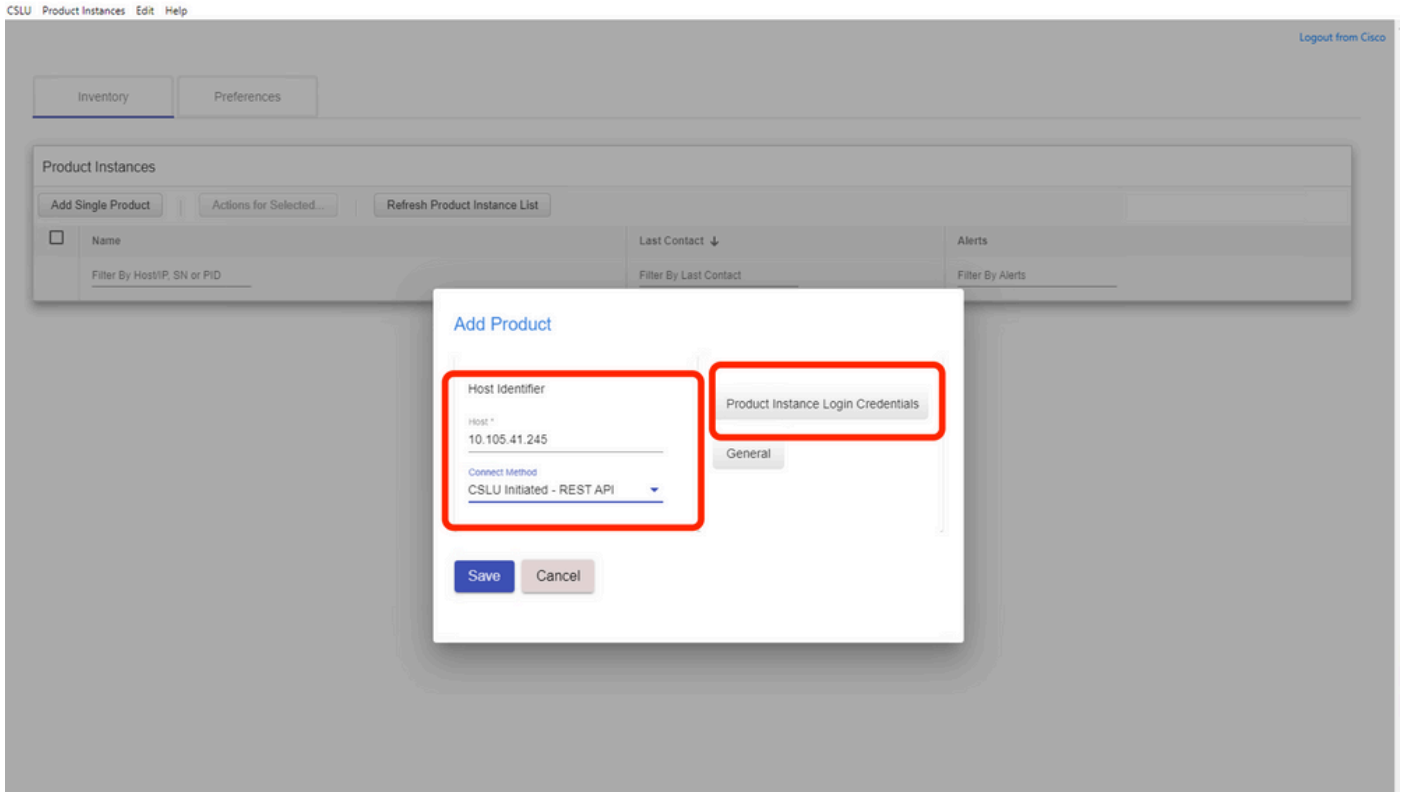 CSLU Product Instances Edit Help
Logout from Cisco
Inventory Preferences
Product Instances
Add Single Product Actions for Selected... Refresh Product Instance List
Name Last Contact Alerts
Filter By Host/IP, SN or PID Filter By Last Contact Filter By Alerts
Add Product
Host Identifier
Product Instance Login Credentials
Host *
10.105.41.245
General
Connect Method
CSLU Initiated - REST API
Save Cancel